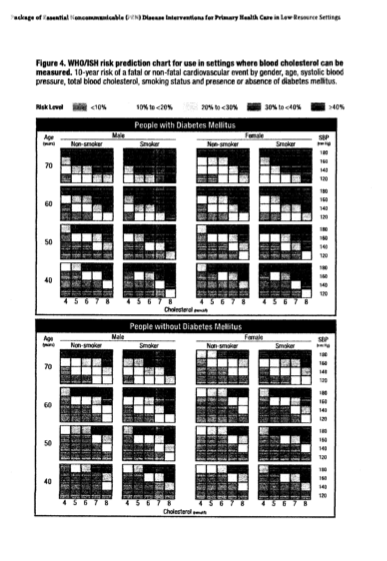 Package of Essential Noncommunicable (PEN) Disease Interventions for Primary Health Care in Low-Resource Settings
Figure 4. WHO/ISH risk prediction chart for use in settings where blood cholesterol can be
measured. 10-year risk of a fatal or non-fatal cardiovascular event by gender, age, systolic blood
pressure, total blood cholesterol, smoking status and presence or absence of diabetes mellitus.
Risk Level <10% 10% to <20% 20% to <30% 30% to <40% >40%
People with Diabetes Mellitus
Age (years) Male Female SBP (mmHg)
Non-smoker Smoker Non-smoker Smoker
70 180 160 140 120
60 180 160 140 120
50 180 160 140 120
40 180 160 140 120
4 5 6 7 8 4 5 6 7 8 4 5 6 7 8 4 5 6 7 8
Cholesterol (mmol/l)
People without Diabetes Mellitus
Age (years) Male Female SBP (mmHg)
Non-smoker Smoker Non-smoker Smoker
70 180 160 140 120
60 180 160 140 120
50 180 160 140 120
40 180 160 140 120
4 5 6 7 8 4 5 6 7 8 4 5 6 7 8 4 5 6 7 8
Cholesterol (mmol/l)